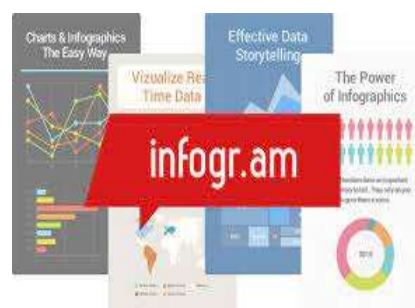 Charts & Infographics
The Easy Way
Vizualize Rea
Time Data
Effective Data
Storytelling
The Power
of Infographics
infogr.am